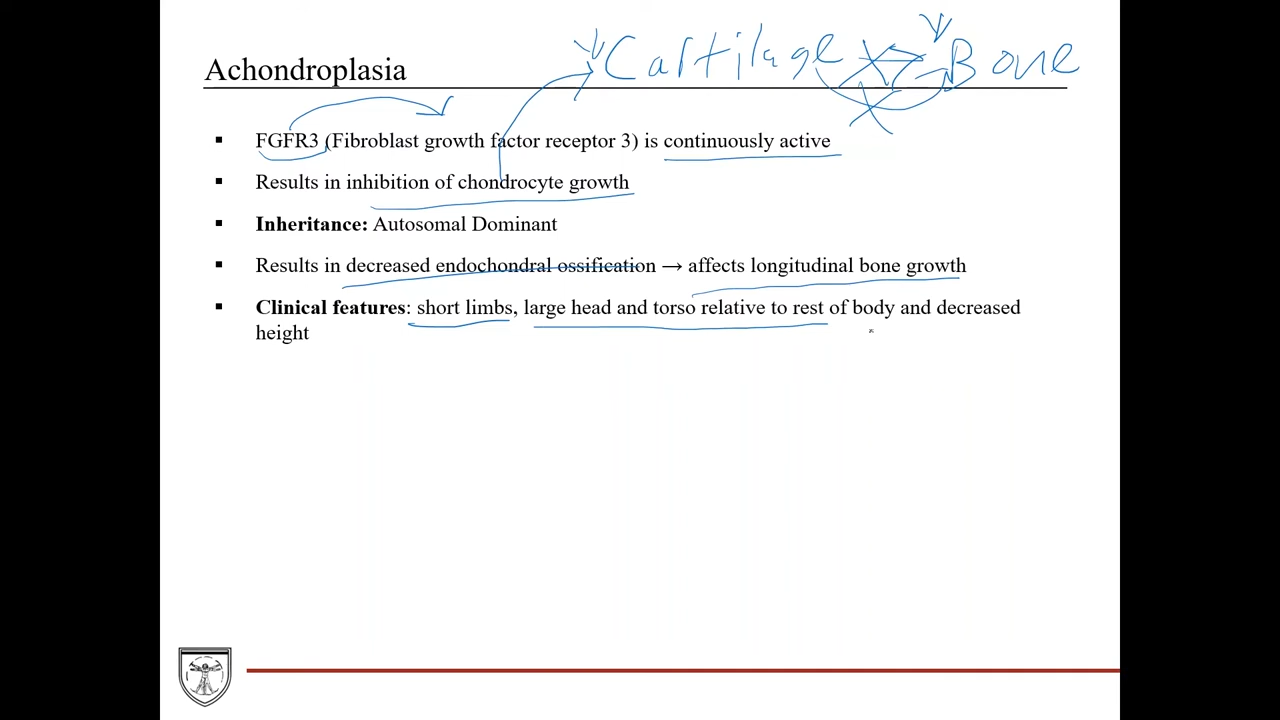 Cartilage Bone
Achondroplasia
▪ FGFR3 (Fibroblast growth factor receptor 3) is continuously active
▪ Results in inhibition of chondrocyte growth
▪ Inheritance: Autosomal Dominant
▪ Results in decreased endochondral ossification → affects longitudinal bone growth
▪ Clinical features: short limbs, large head and torso relative to rest of body and decreased
height